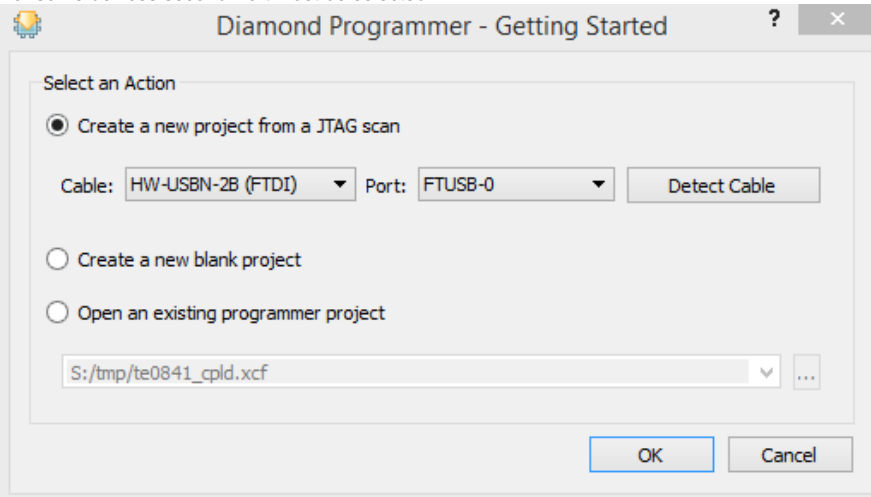 Diamond Programmer - Getting Started ? ×
Select an Action
Create a new project from a JTAG scan
Cable: HW-USBN-2B (FTDI) Port: FTUSB-0 Detect Cable
Create a new blank project
Open an existing programmer project
S:/tmp/te0841_cpld.xcf ...
OK Cancel